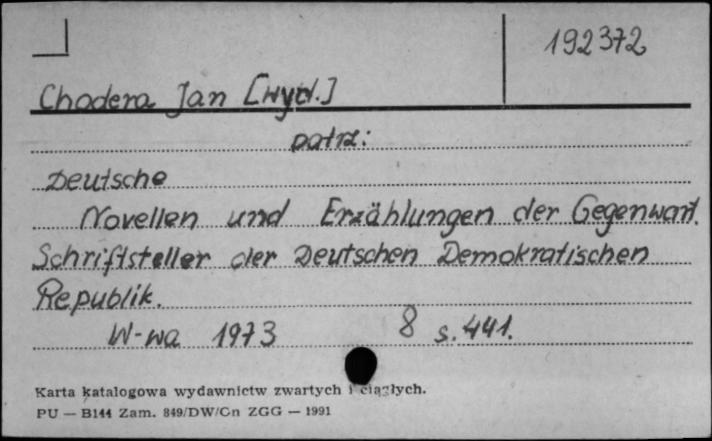 192372
Chodera Jan [wyd.]
patrz:
Deutsche
Novellen und Erzählungen der Gegenwart.
Schriftsteller der Deutschen Demokratischen
Republik.
W-wa 1973 8 s. 441.
Karta katalogowa wydawnictw zwartych i ciągłych.
PU — B144 Zam. 849/DW/Cn ZGG — 1991